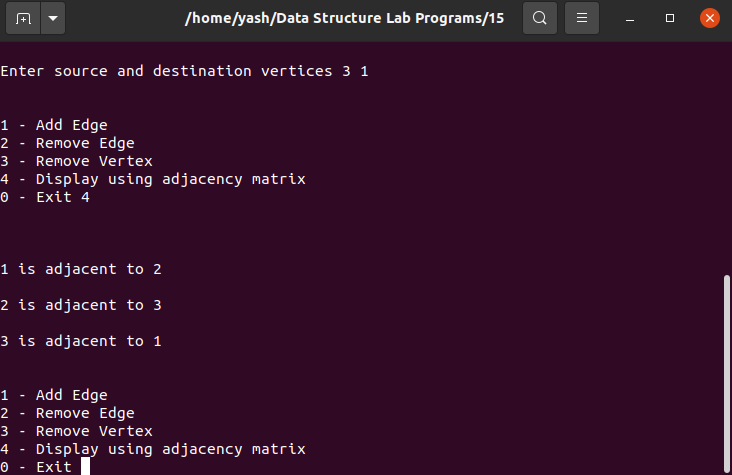 /home/yash/Data Structure Lab Programs/15
Enter source and destination vertices 3 1
1 - Add Edge
2 - Remove Edge
3 - Remove Vertex
4 - Display using adjacency matrix
0 - Exit 4
1 is adjacent to 2
2 is adjacent to 3
3 is adjacent to 1
1 - Add Edge
2 - Remove Edge
3 - Remove Vertex
4 - Display using adjacency matrix
0 - Exit